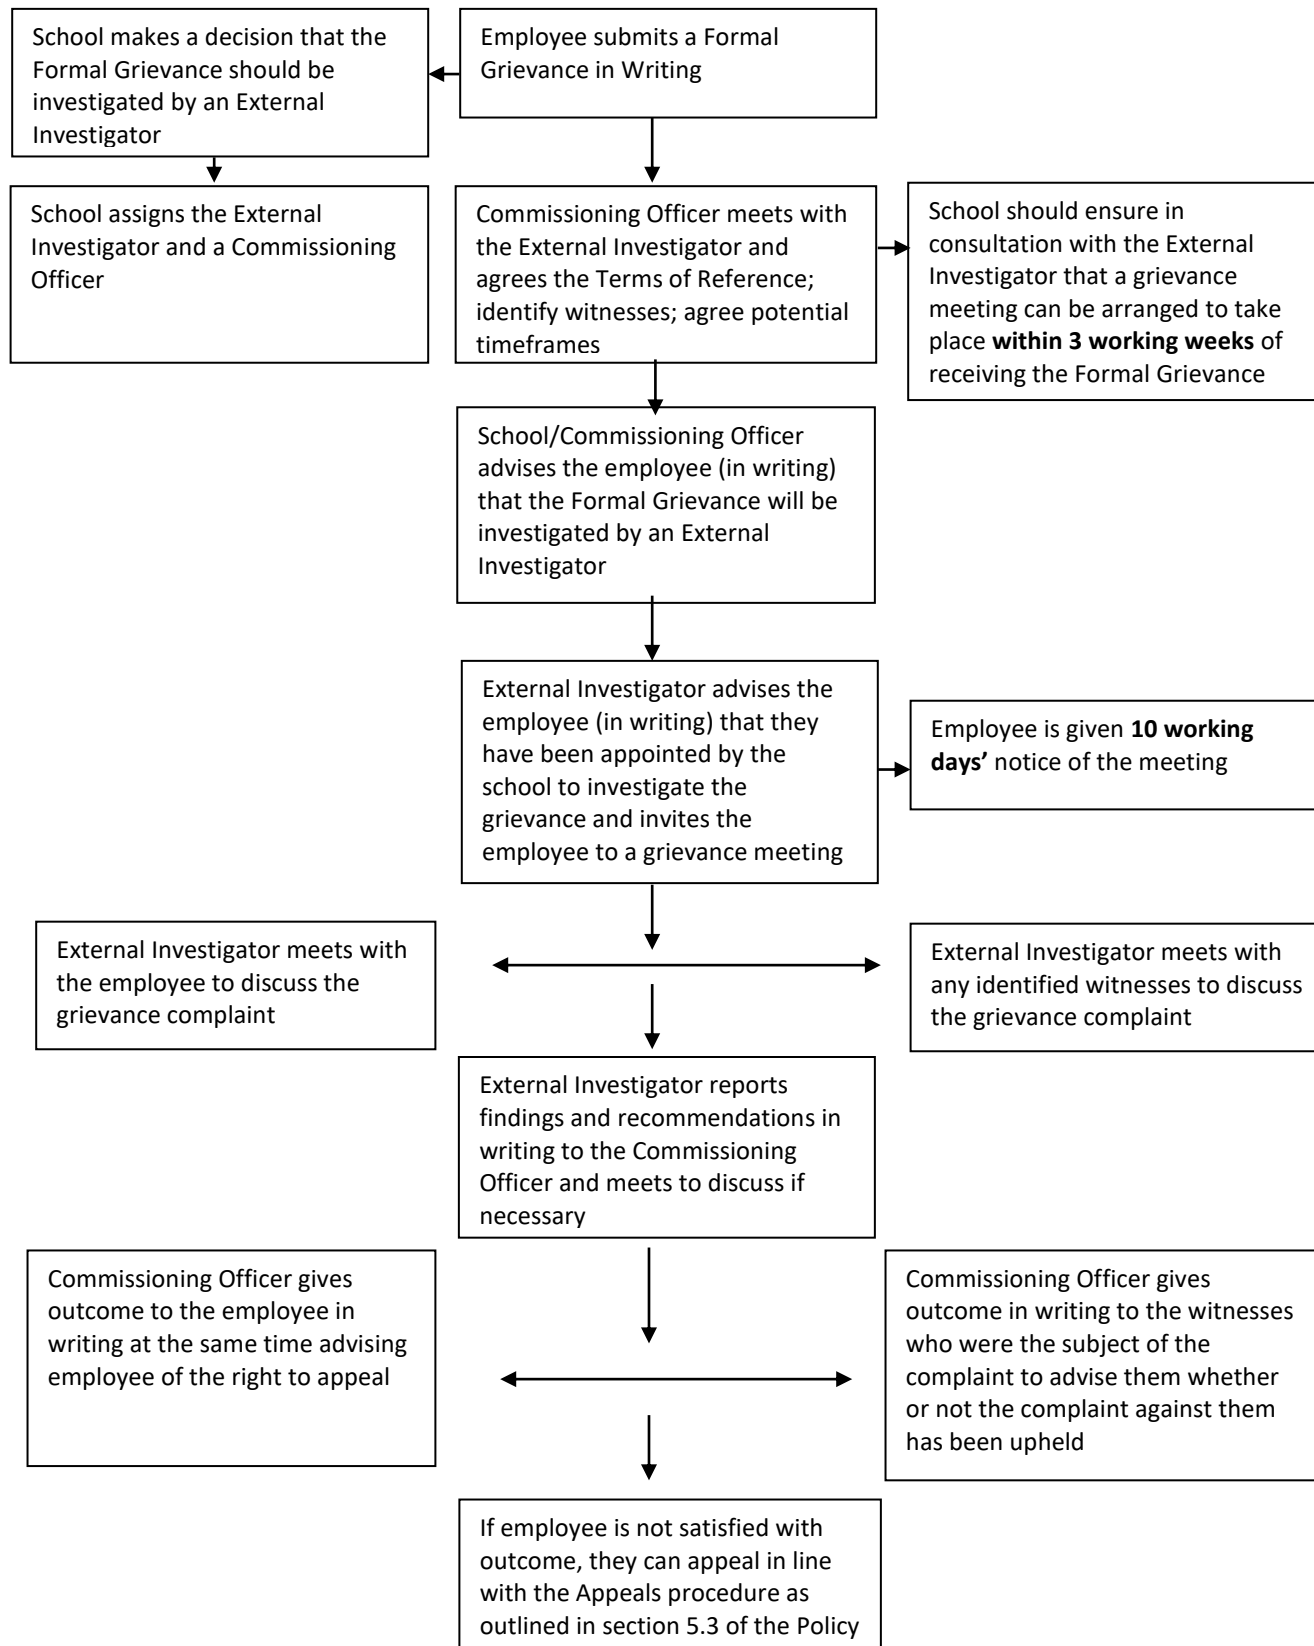 School makes a decision that the
Formal Grievance should be
investigated by an External
Investigator
Employee submits a Formal
Grievance in Writing
School assigns the External
Investigator and a Commissioning
Officer
Commissioning Officer meets with
the External Investigator and
agrees the Terms of Reference;
identify witnesses; agree potential
timeframes
School should ensure in
consultation with the External
Investigator that a grievance
meeting can be arranged to take
place within 3 working weeks of
receiving the Formal Grievance
School/Commissioning Officer
advises the employee (in writing)
that the Formal Grievance will be
investigated by an External
Investigator
External Investigator advises the
employee (in writing) that they
have been appointed by the
school to investigate the
grievance and invites the
employee to a grievance meeting
Employee is given 10 working
days’ notice of the meeting
External Investigator meets with
the employee to discuss the
grievance complaint
External Investigator meets with
any identified witnesses to discuss
the grievance complaint
External Investigator reports
findings and recommendations in
writing to the Commissioning
Officer and meets to discuss if
necessary
Commissioning Officer gives
outcome to the employee in
writing at the same time advising
employee of the right to appeal
Commissioning Officer gives
outcome in writing to the witnesses
who were the subject of the
complaint to advise them whether
or not the complaint against them
has been upheld
If employee is not satisfied with
outcome, they can appeal in line
with the Appeals procedure as
outlined in section 5.3 of the Policy